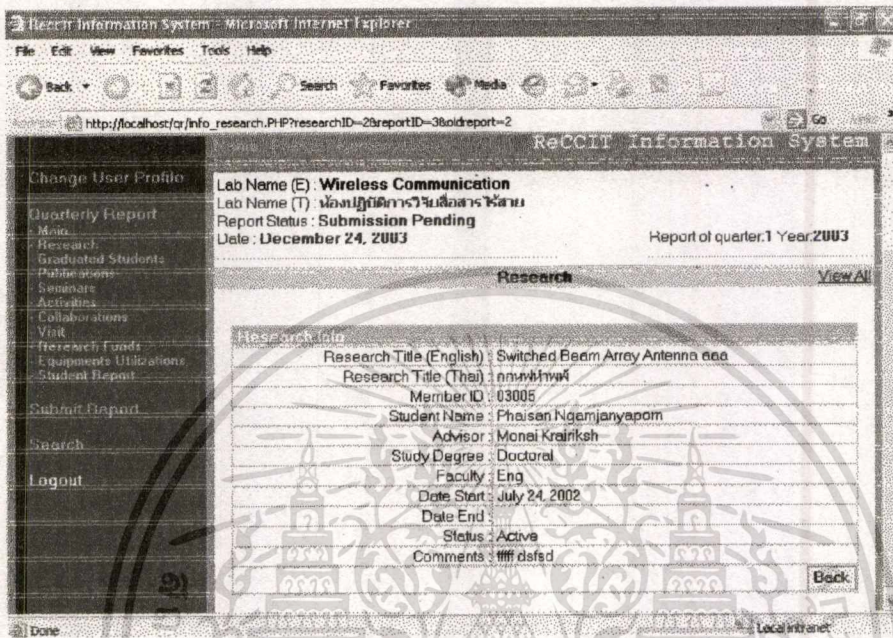 Reccit Information System - Microsoft Internet Explorer
File Edit View Favorites Tools Help
Back Search Favorites Media
http://localhost/qr/info_research.PHP?researchID=2&reportID=3&oldreport=2 Go
ReCCIT Information System
Change User Profile
Quarterly Report
Main
Research
Graduated Students
Publications
Seminars
Activities
Collaborations
Visit
Research Funds
Equipments Utilizations
Student Report
Submit Report
Search
Logout
Lab Name (E) : Wireless Communication
Lab Name (T) : ห้องปฏิบัติการวิจัยสื่อสารไร้สาย
Report Status : Submission Pending
Date : December 24, 2003 Report of quarter:1 Year:2003
Research View All
Research Info
Research Title (English) : Switched Beam Array Antenna aaa
Research Title (Thai) :
Member ID : 03005
Student Name : Phaisan Ngamjanyaporn
Advisor : Monai Krairiksh
Study Degree : Doctoral
Faculty : Eng
Date Start : July 24, 2002
Date End :
Status : Active
Comments : fffff dsfsd
Back
Done Local intranet